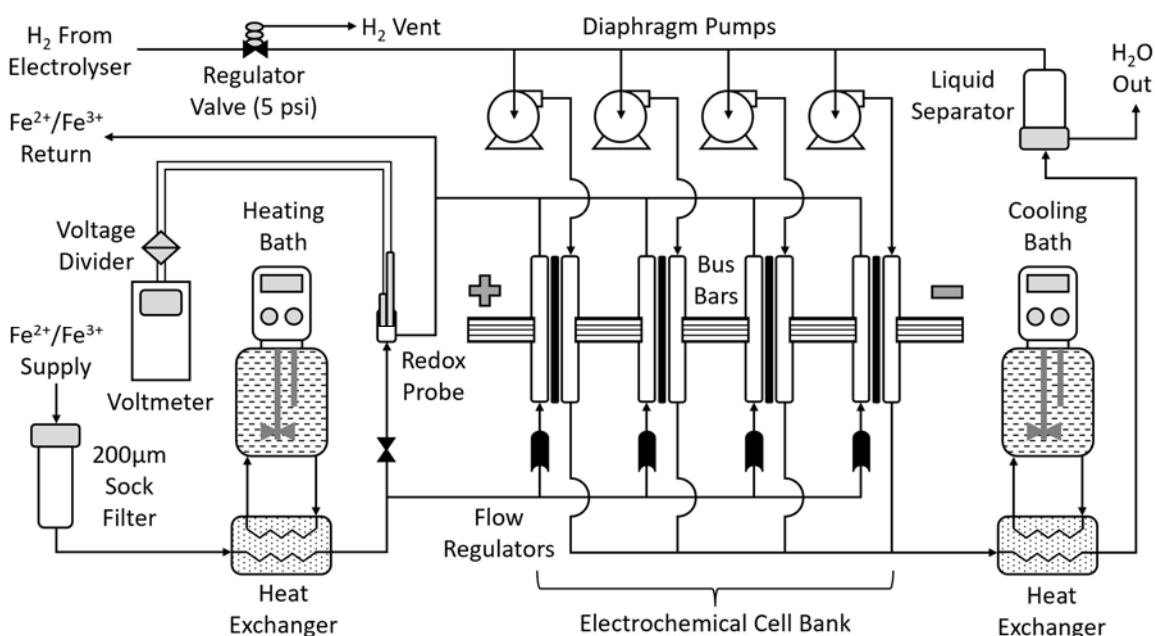 H₂ From
Electrolyser
H₂ Vent
Regulator
Valve (5 psi)
Diaphragm Pumps
Liquid
Separator
H₂O
Out
Fe²⁺/Fe³⁺
Return
Voltage
Divider
Heating
Bath
Bus
Bars
Cooling
Bath
Fe²⁺/Fe³⁺
Supply
Voltmeter
Redox
Probe
200μm
Sock
Filter
Flow
Regulators
Heat
Exchanger
Electrochemical Cell Bank
Heat
Exchanger